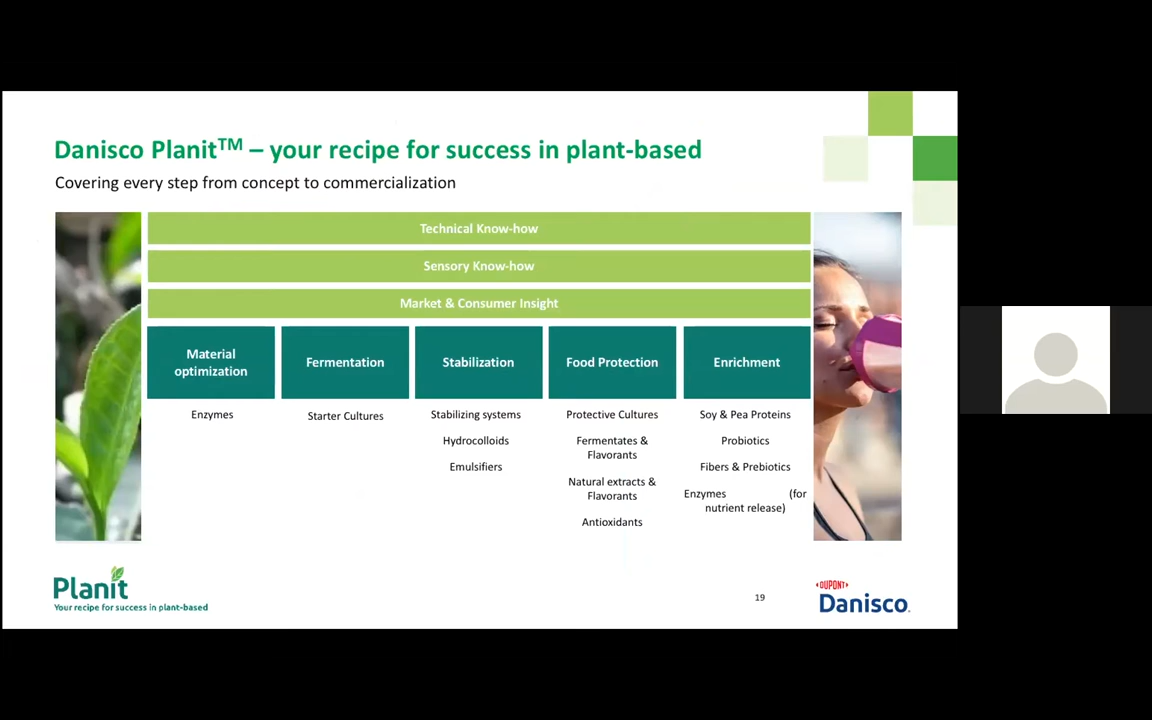 Danisco Planit™ – your recipe for success in plant-based
Covering every step from concept to commercialization
Technical Know-how
Sensory Know-how
Market & Consumer Insight
Material
optimization
Enzymes
Fermentation
Starter Cultures
Stabilization
Stabilizing systems
Hydrocolloids
Emulsifiers
Food Protection
Protective Cultures
Fermentates &
Flavorants
Natural extracts &
Flavorants
Antioxidants
Enrichment
Soy & Pea Proteins
Probiotics
Fibers & Prebiotics
Enzymes (for
nutrient release)
Planit
Your recipe for success in plant-based
19
DUPONT
Danisco.